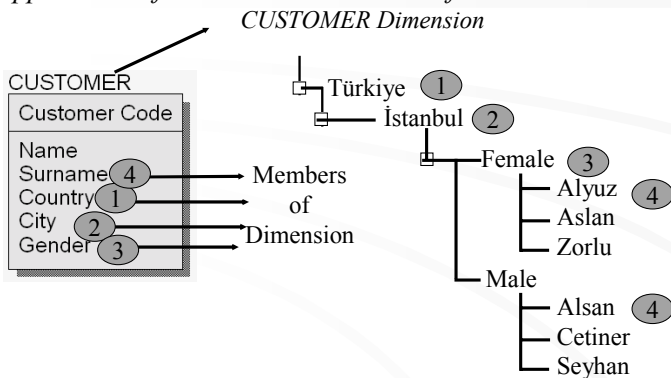 CUSTOMER Dimension
CUSTOMER
Customer Code
Name
Surname 4
Country 1
City 2
Gender 3
Members
of
Dimension
Türkiye 1
İstanbul 2
Female 3
Alyuz 4
Aslan
Zorlu
Male
Alsan 4
Cetiner
Seyhan